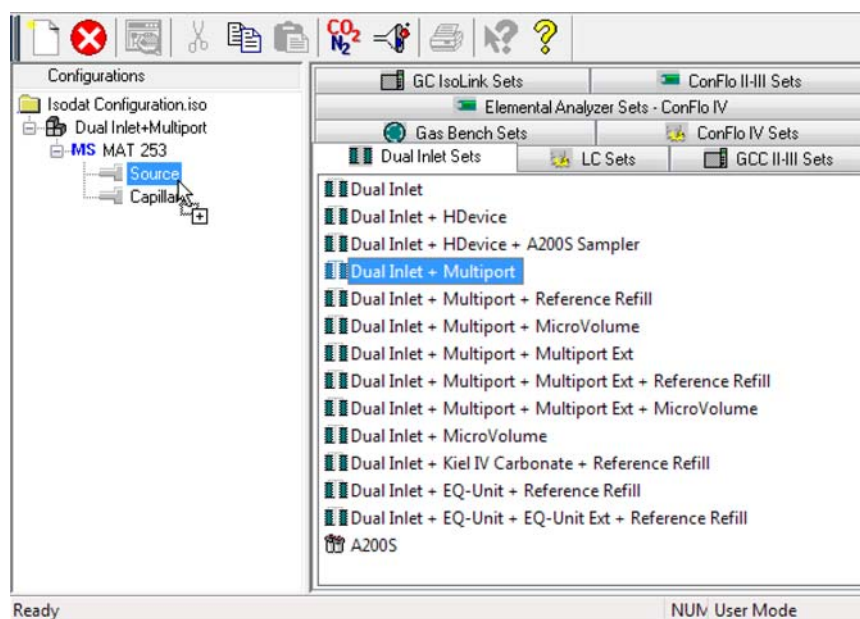 CO2
N2
Configurations
Isodat Configuration.iso
Dual Inlet+Multiport
MS MAT 253
Source
GC IsoLink Sets
ConFlo II-III Sets
Elemental Analyzer Sets - ConFlo IV
Gas Bench Sets
ConFlo IV Sets
Dual Inlet Sets
LC Sets
GCC II-III Sets
Dual Inlet
Dual Inlet + HDevice
Dual Inlet + HDevice + A200S Sampler
Dual Inlet + Multiport
Dual Inlet + Multiport + Reference Refill
Dual Inlet + Multiport + MicroVolume
Dual Inlet + Multiport + Multiport Ext
Dual Inlet + Multiport + Multiport Ext + Reference Refill
Dual Inlet + Multiport + Multiport Ext + MicroVolume
Dual Inlet + MicroVolume
Dual Inlet + Kiel IV Carbonate + Reference Refill
Dual Inlet + EQ-Unit + Reference Refill
Dual Inlet + EQ-Unit + EQ-Unit Ext + Reference Refill
A200S
Ready
NUM User Mode